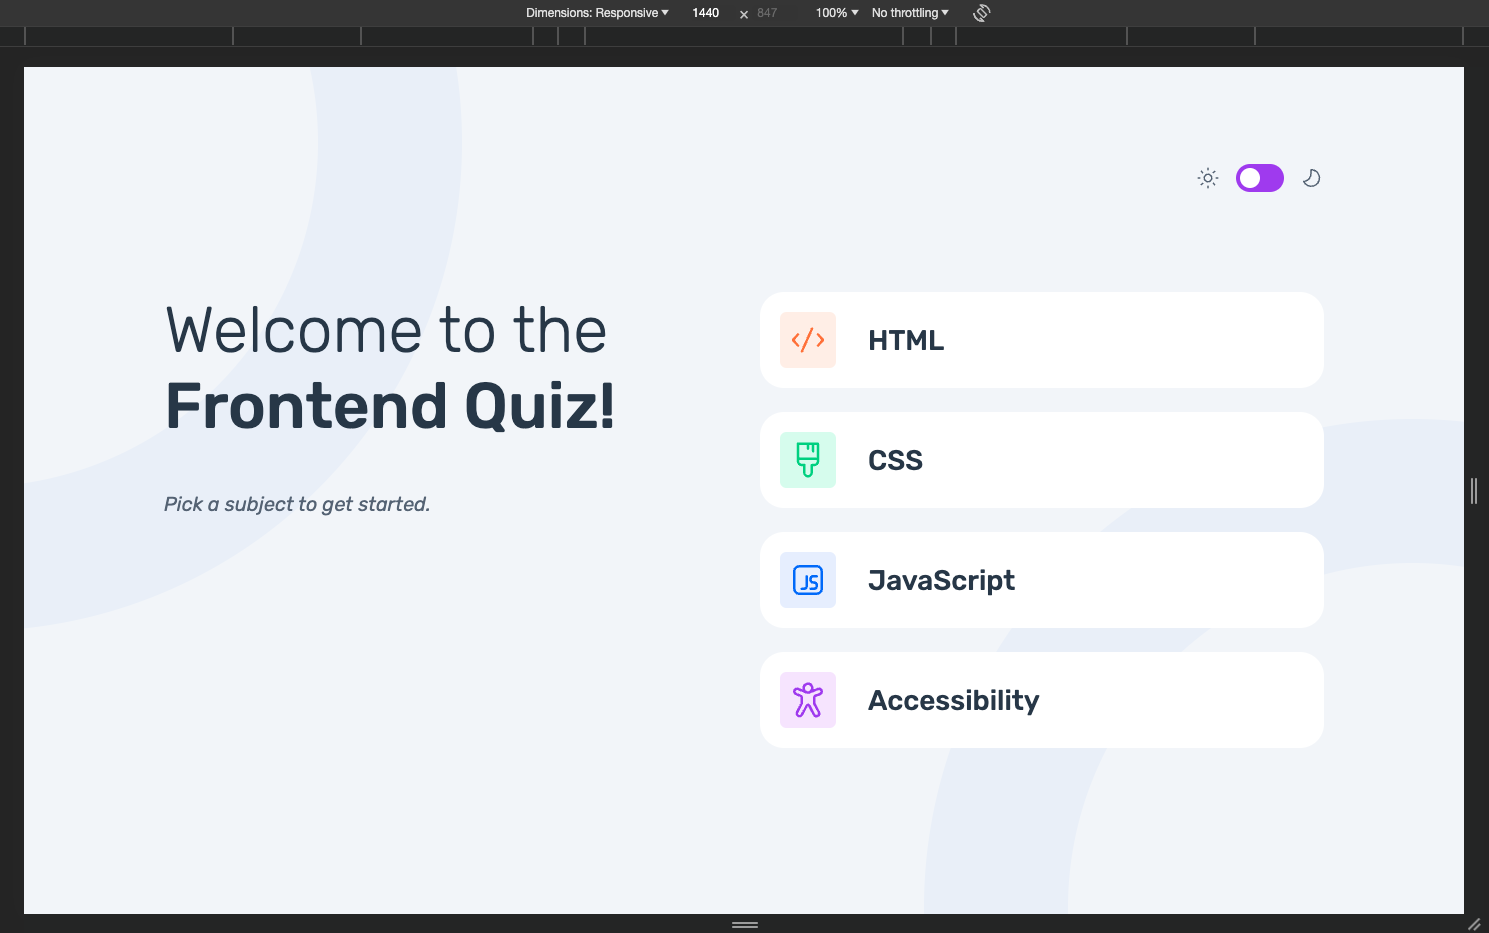 Dimensions: Responsive 1440 × 847 100% No throttling
Welcome to the
Frontend Quiz!
Pick a subject to get started.
HTML
CSS
JS JavaScript
Accessibility